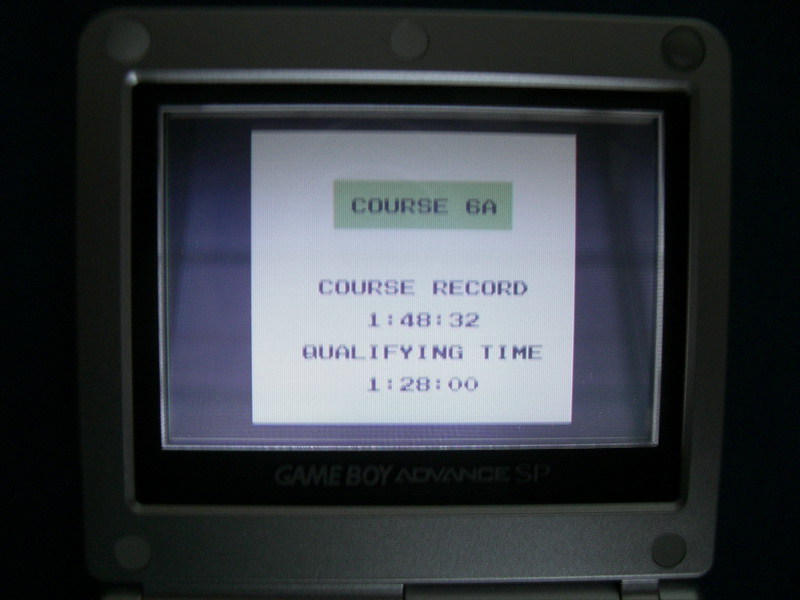 COURSE 6A
COURSE RECORD
1:48:32
QUALIFYING TIME
1:28:00
GAME BOY ADVANCE SP